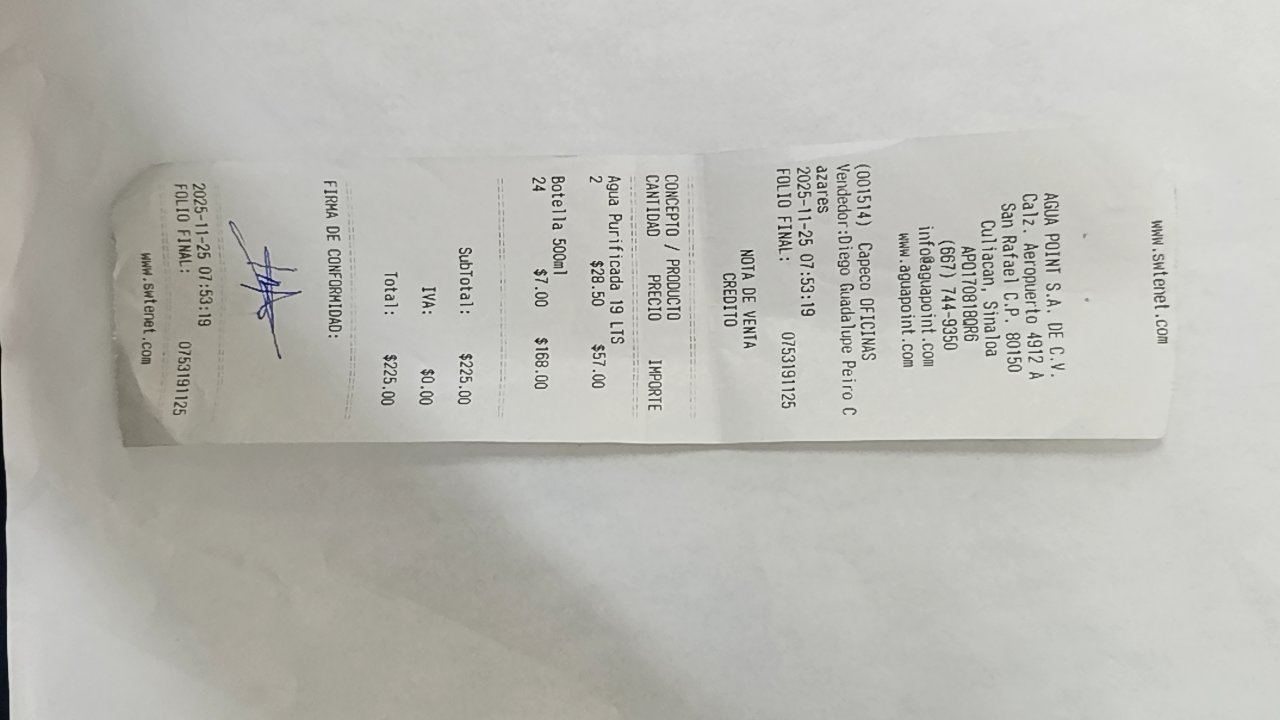 www.swtenet.com
AGUA POINT S.A. DE C.V.
Calz. Aeropuerto 4912 A
San Rafael C.P. 80150
Culiacan, Sinaloa
APO170818QR6
(667) 744-9350
info@aguapoint.com
www.aguapoint.com
(001514) Capeco OFICINAS
Vendedor:Diego Guadalupe Peiro C
azares
2025-11-25 07:53:19
FOLIO FINAL: 0753191125
NOTA DE VENTA
CREDITO
CONCEPTO / PRODUCTO
CANTIDAD PRECIO IMPORTE
Agua Purificada 19 LTS
2 $28.50 $57.00
Botella 500ml
24 $7.00 $168.00
SubTotal: $225.00
IVA: $0.00
Total: $225.00
FIRMA DE CONFORMIDAD:
2025-11-25 07:53:19
FOLIO FINAL: 0753191125
www.swtenet.com